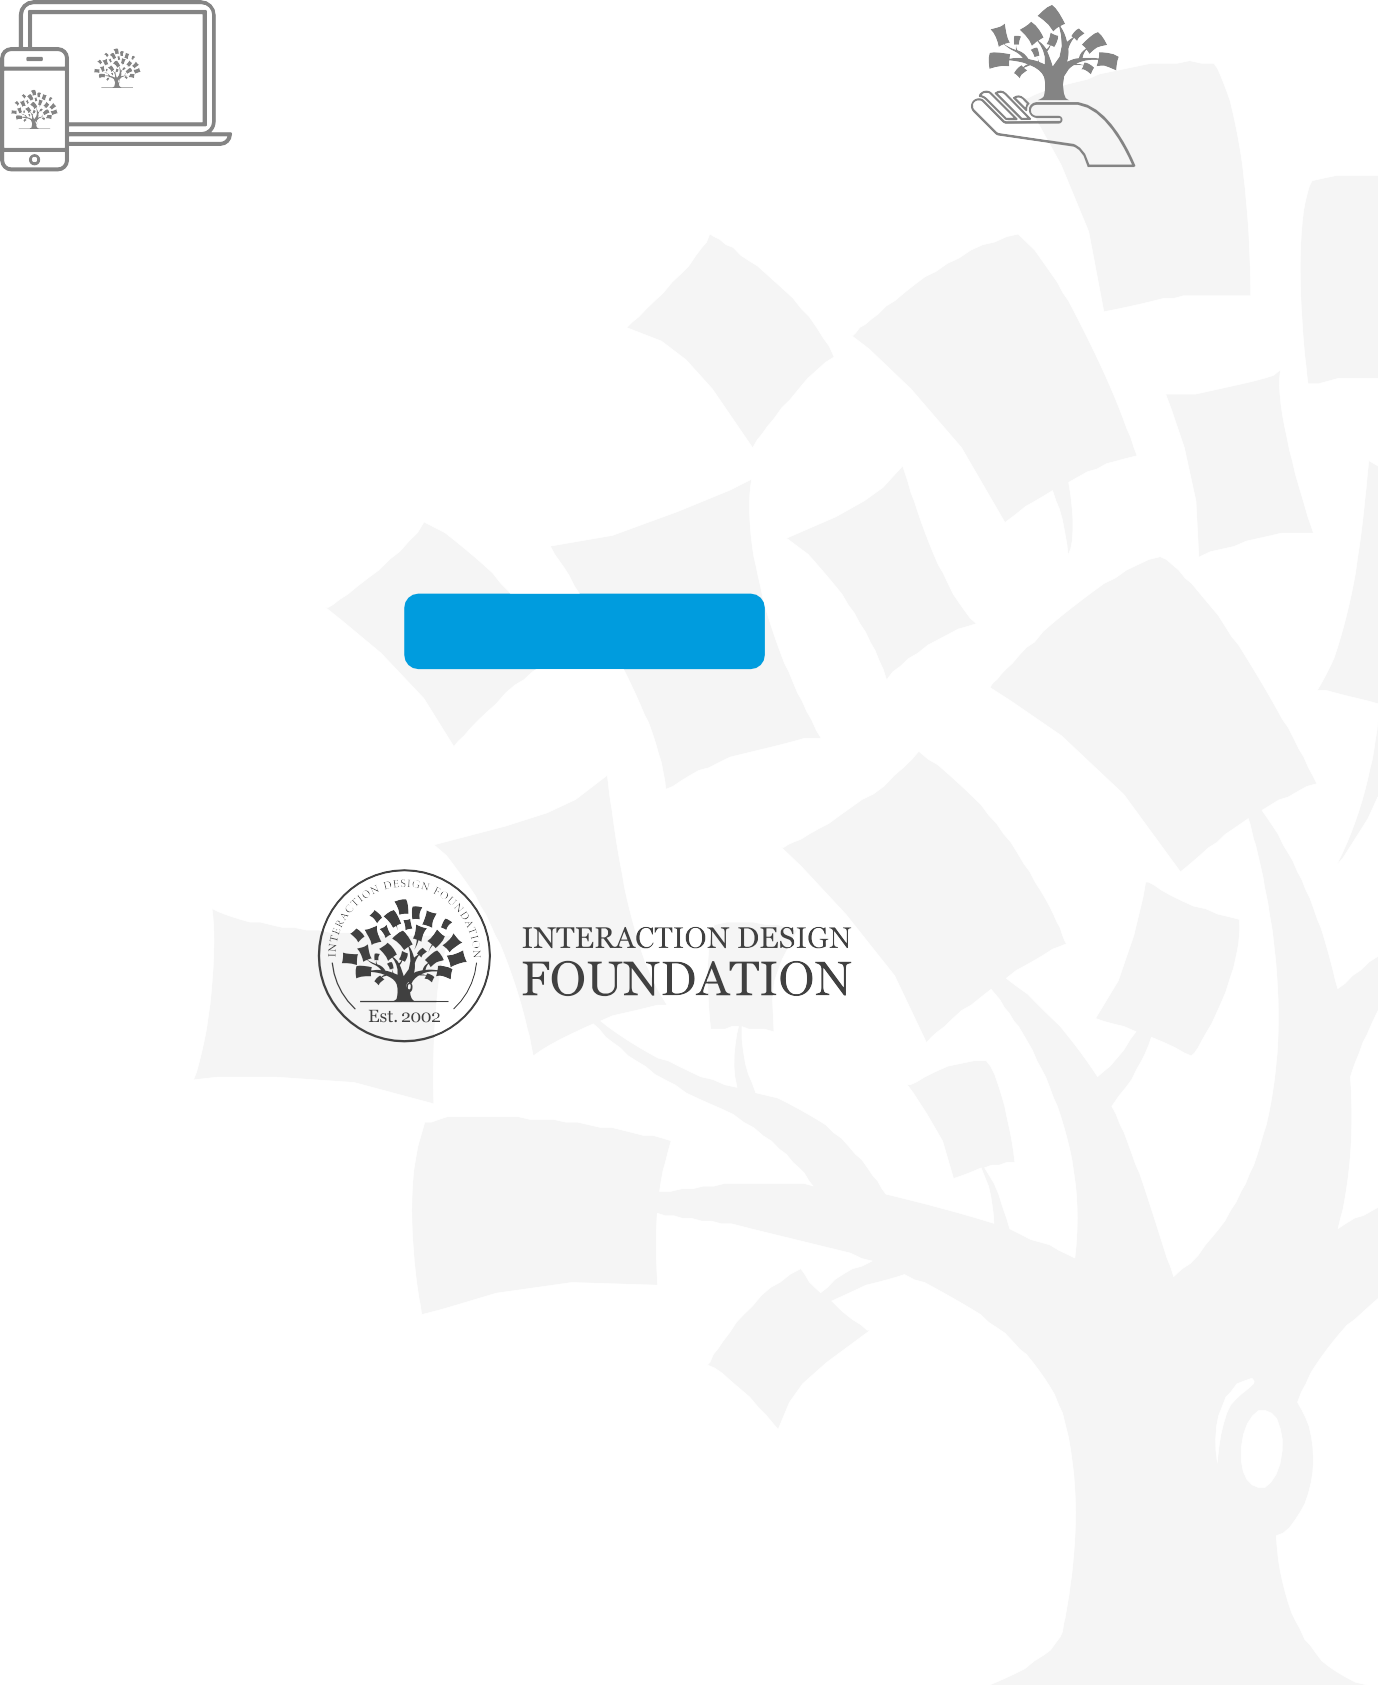 INTERACTION DESIGN FOUNDATION
Est. 2002
INTERACTION DESIGN
FOUNDATION